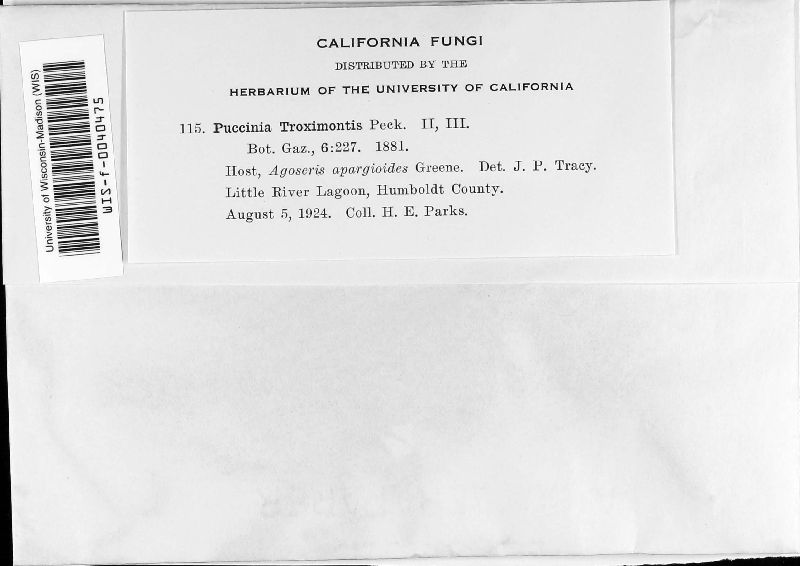 CALIFORNIA FUNGI
DISTRIBUTED BY THE
HERBARIUM OF THE UNIVERSITY OF CALIFORNIA
115. Puccinia Troximontis Peck. II, III.
Bot. Gaz., 6:227. 1881.
Host, Agoseris apargioides Greene. Det. J. P. Tracy.
Little River Lagoon, Humboldt County.
August 5, 1924. Coll. H. E. Parks.
University of Wisconsin-Madison (WIS)
WIS-f-0040475